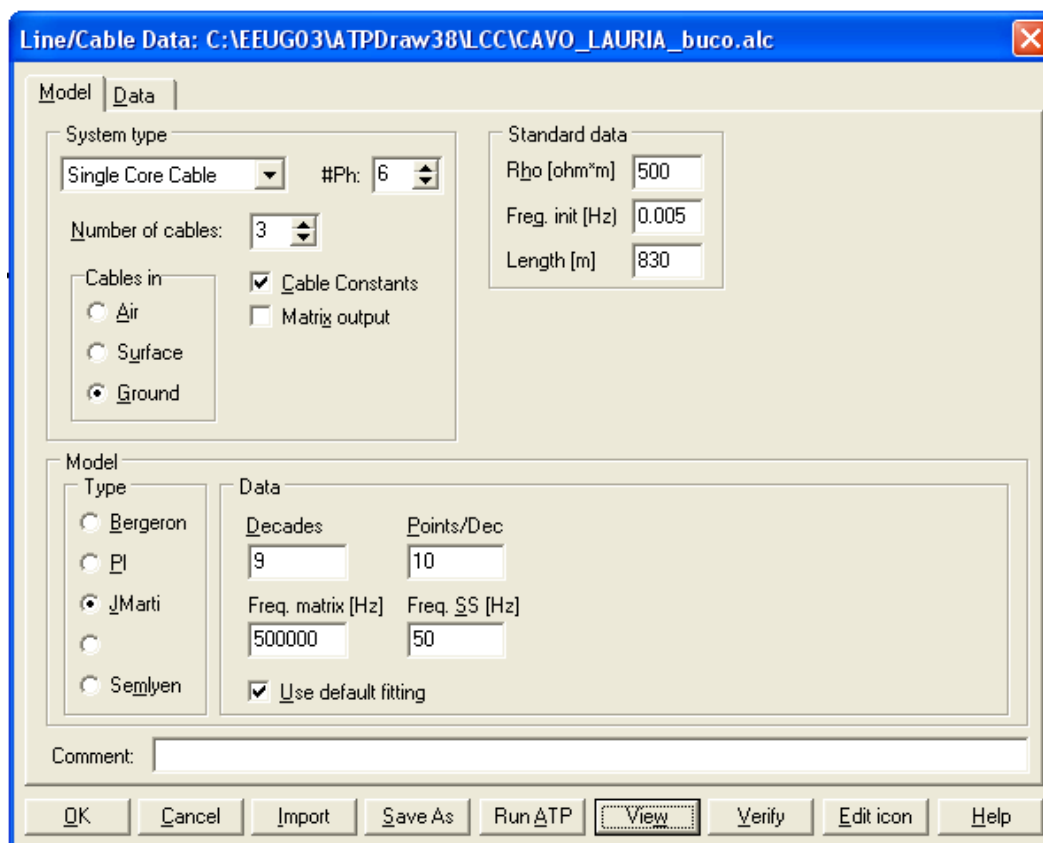 Line/Cable Data: C:\EEUG03\ATPDraw38\LCC\CAVO_LAURIA_buco.alc
Model Data
System type
Single Core Cable #Ph: 6
Number of cables: 3
Cables in
Air
Surface
Ground
Cable Constants
Matrix output
Standard data
Rho [ohm*m] 500
Freq. init [Hz] 0.005
Length [m] 830
Model
Type
Bergeron
PI
JMarti
Semlyen
Data
Decades Points/Dec
9 10
Freq. matrix [Hz] Freq. SS [Hz]
500000 50
Use default fitting
Comment:
OK Cancel Import Save As Run ATP View Verify Edit icon Help